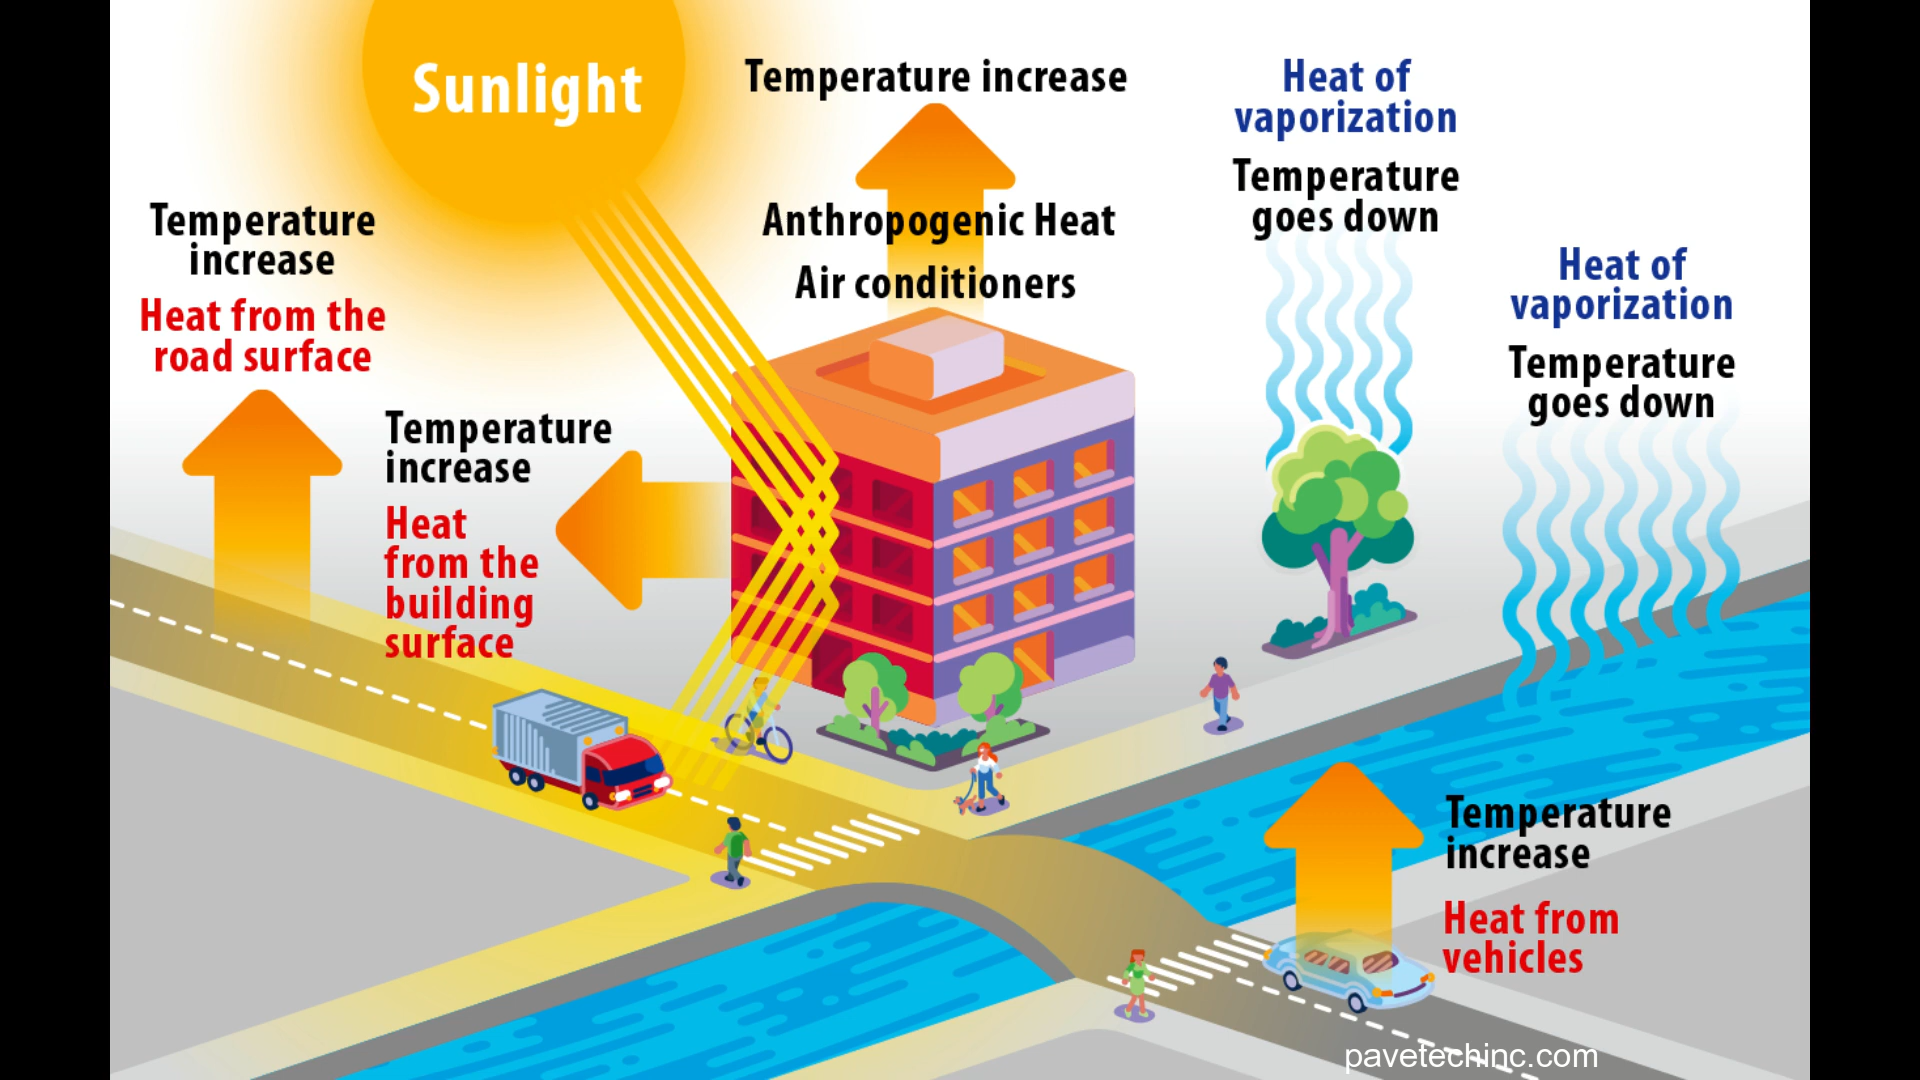 Sunlight
Temperature increase
Anthropogenic Heat
Air conditioners
Heat of
vaporization
Temperature
goes down
Temperature
increase
Heat from the
road surface
Heat of
vaporization
Temperature
goes down
Temperature
increase
Heat
from the
building
surface
Temperature
increase
Heat from
vehicles
pavetechinc.com